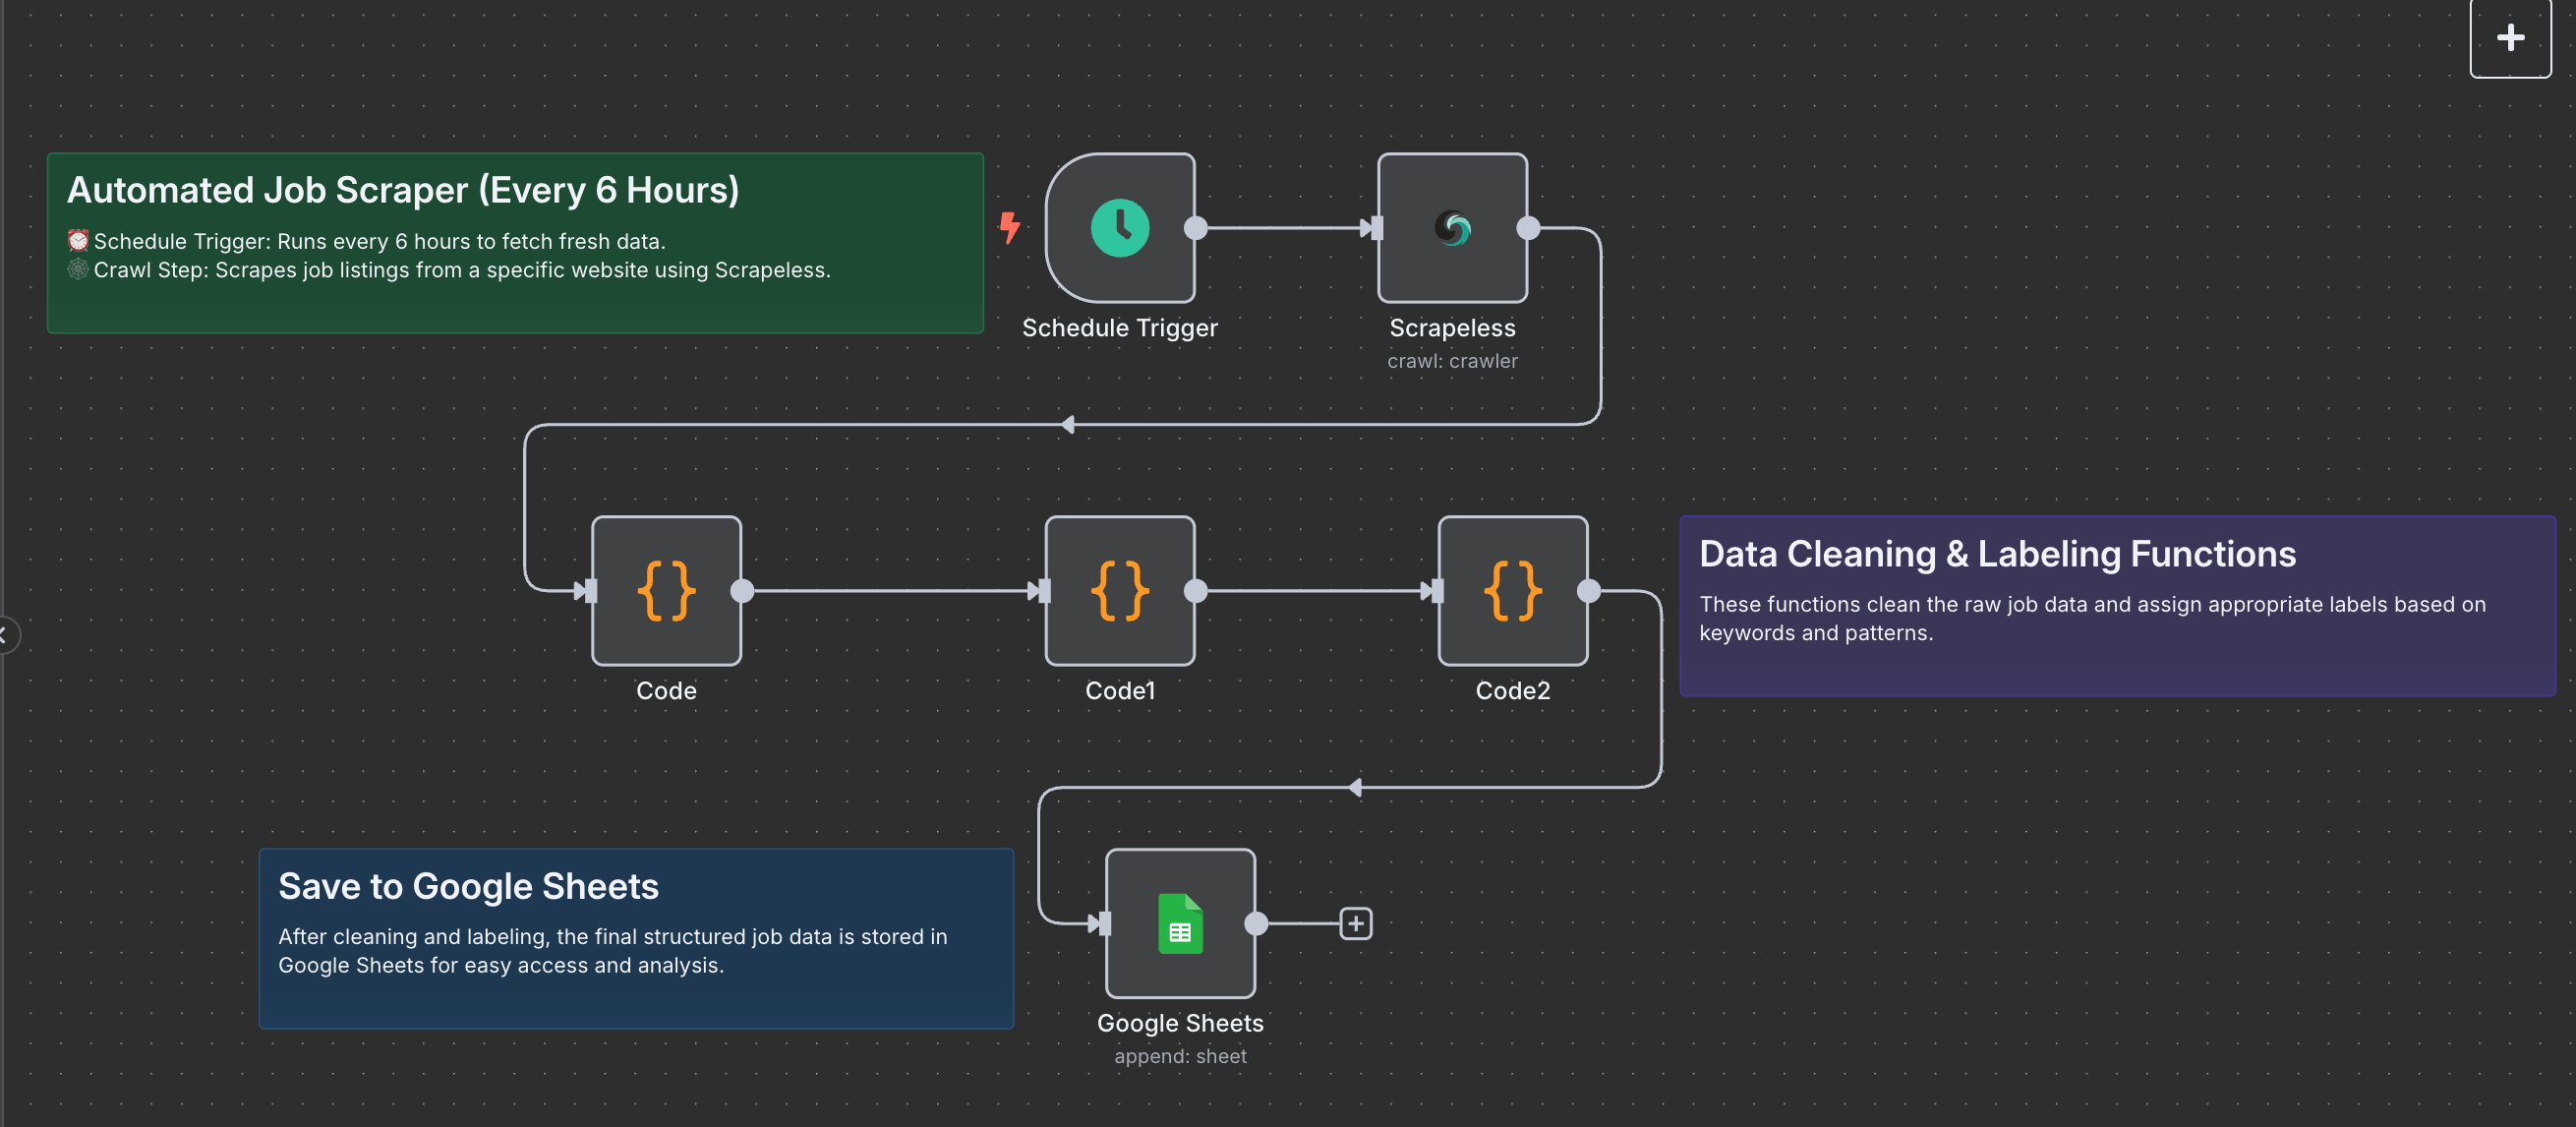 Automated Job Scraper (Every 6 Hours)
⏰Schedule Trigger: Runs every 6 hours to fetch fresh data.
🕸Crawl Step: Scrapes job listings from a specific website using Scrapeless.
Schedule Trigger
Scrapeless
crawl: crawler
{}
{}
{}
Code
Code1
Code2
Data Cleaning & Labeling Functions
These functions clean the raw job data and assign appropriate labels based on
keywords and patterns.
Save to Google Sheets
After cleaning and labeling, the final structured job data is stored in
Google Sheets for easy access and analysis.
Google Sheets
append: sheet